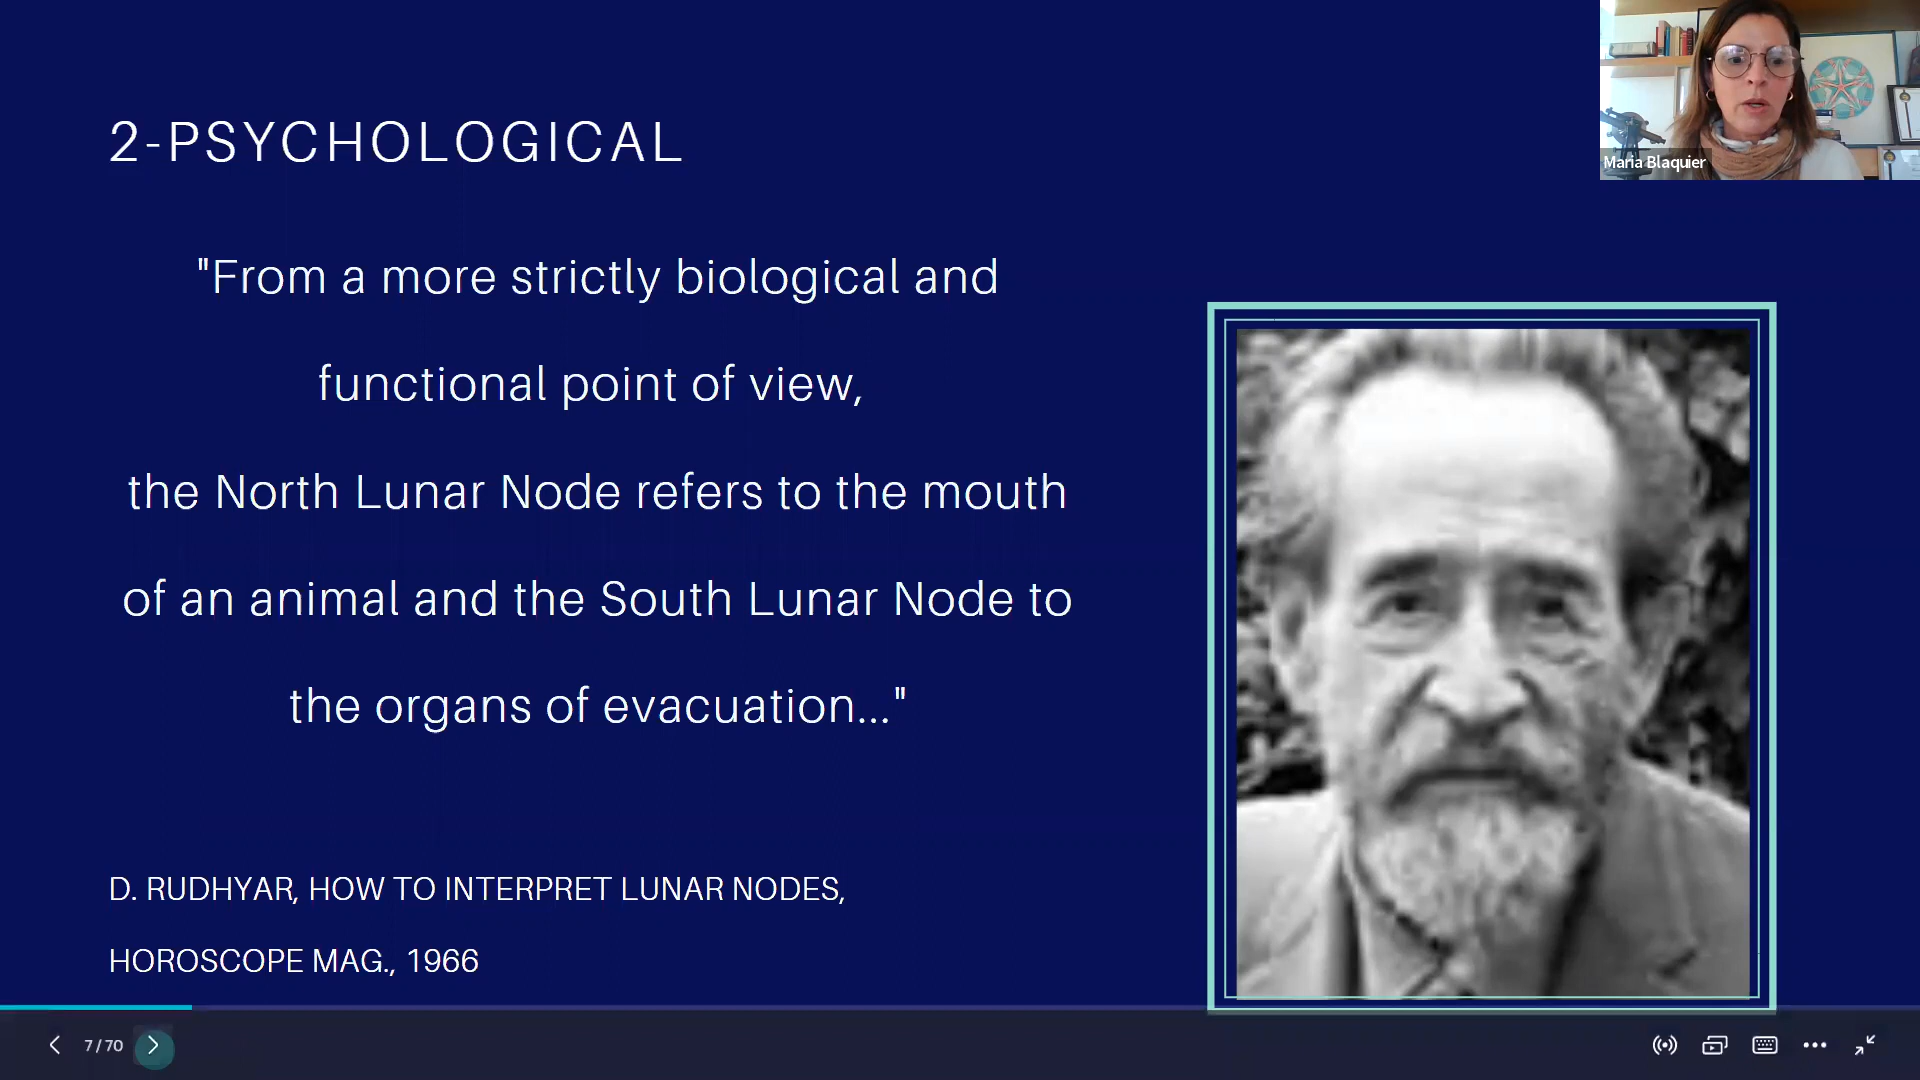 2-PSYCHOLOGICAL
"From a more strictly biological and
functional point of view,
the North Lunar Node refers to the mouth
of an animal and the South Lunar Node to
the organs of evacuation..."
D. RUDHYAR, HOW TO INTERPRET LUNAR NODES,
HOROSCOPE MAG., 1966
Maria Blaquier
7 / 70